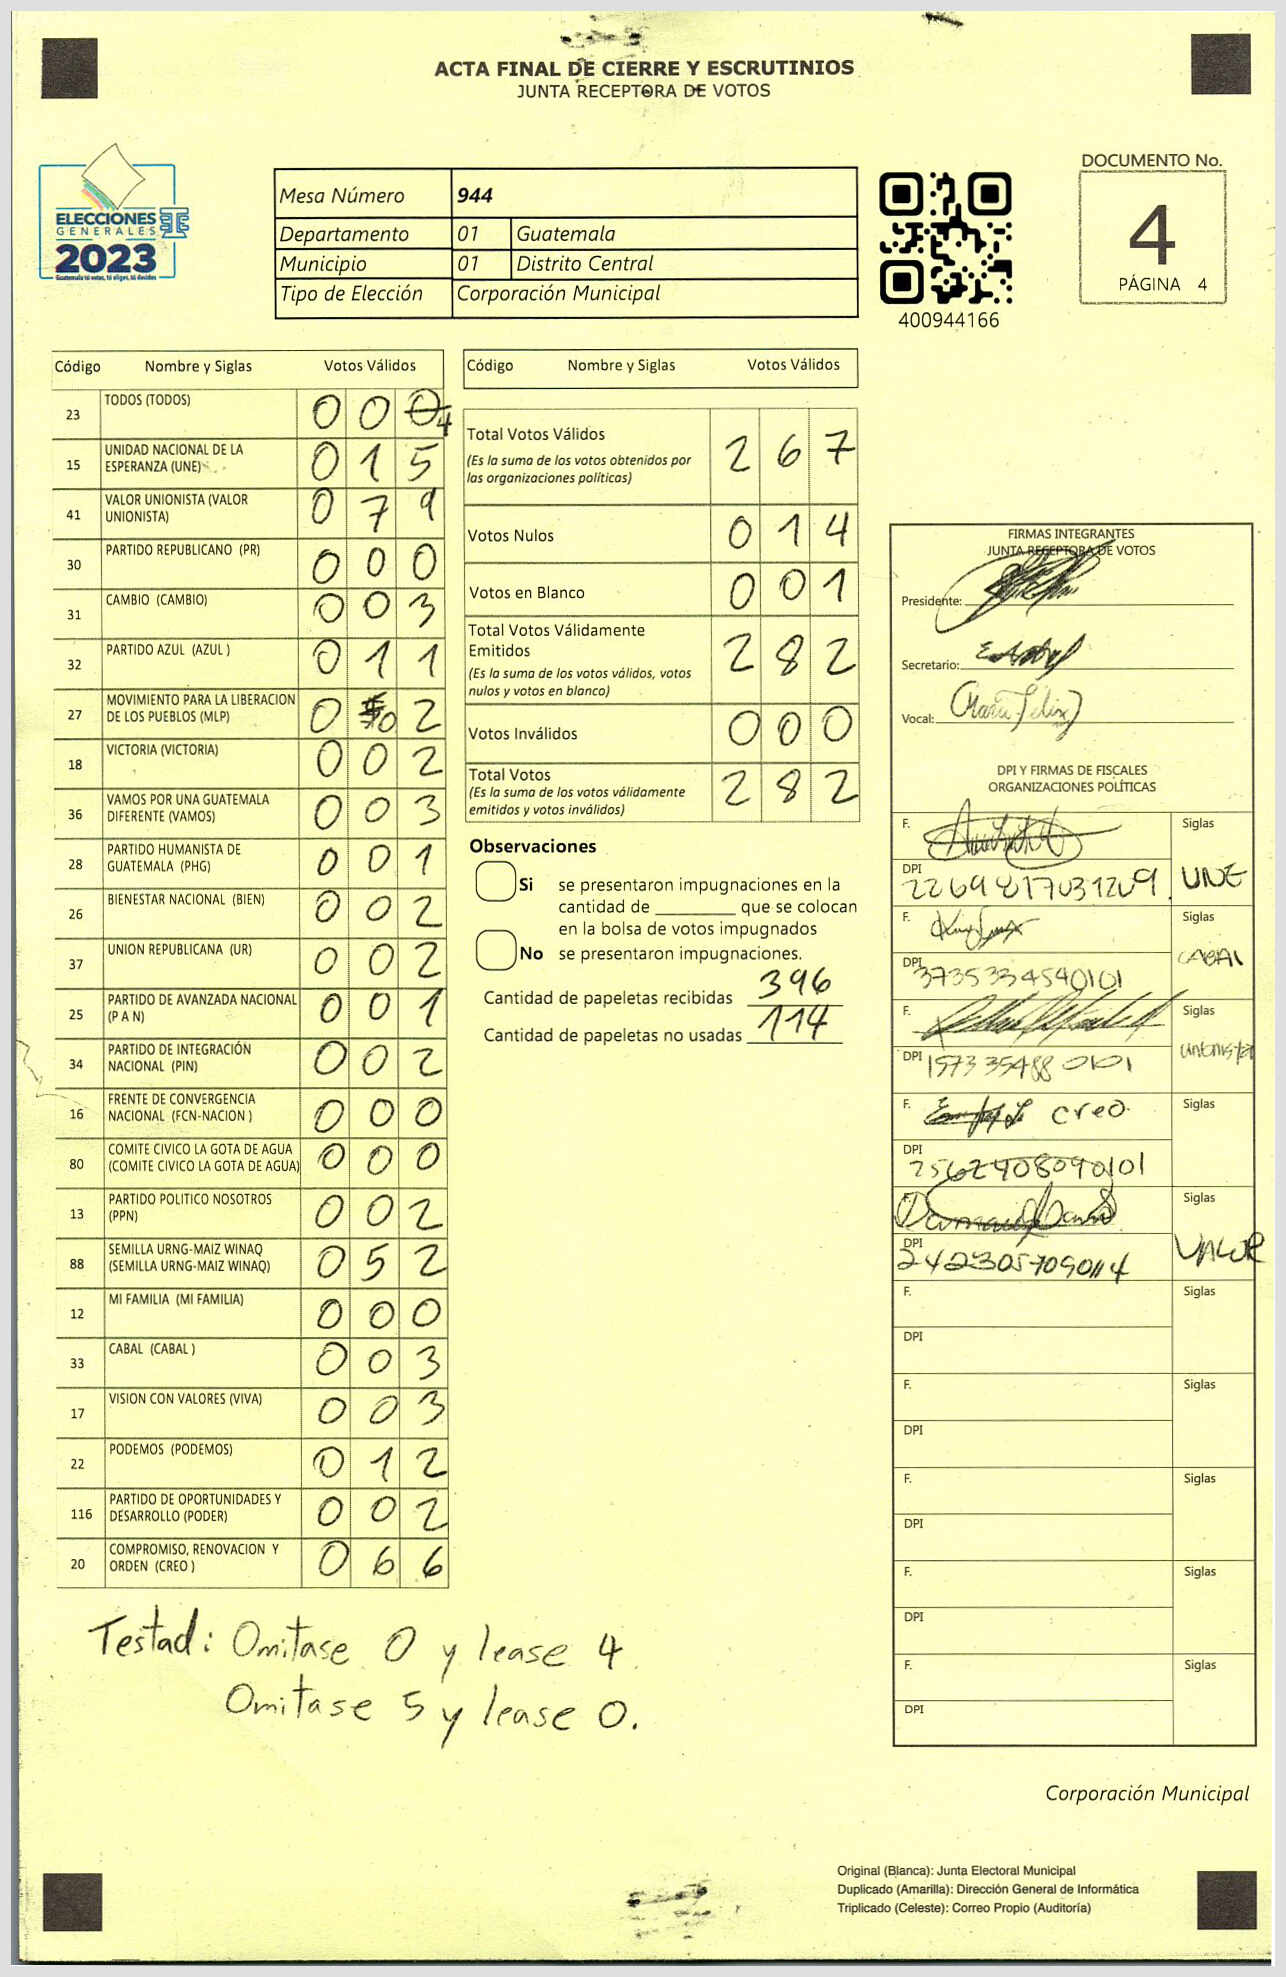 ACTA FINAL DE CIERRE Y ESCRUTINIOS
JUNTA RECEPTORA DE VOTOS
ELECCIONES
GENERALES
2023
Guatemala tú votas, tú eliges, tú decides
Mesa Número 944
Departamento 01 Guatemala
Municipio 01 Distrito Central
Tipo de Elección Corporación Municipal
400944166
DOCUMENTO No.
4
PÁGINA 4
Código Nombre y Siglas Votos Válidos
23 TODOS (TODOS) 0 0 0 4
15 UNIDAD NACIONAL DE LA ESPERANZA (UNE) 0 1 5
41 VALOR UNIONISTA (VALOR UNIONISTA) 0 7 9
30 PARTIDO REPUBLICANO (PR) 0 0 0
31 CAMBIO (CAMBIO) 0 0 3
32 PARTIDO AZUL (AZUL ) 0 1 1
27 MOVIMIENTO PARA LA LIBERACION DE LOS PUEBLOS (MLP) 0 5 0 2
18 VICTORIA (VICTORIA) 0 0 2
36 VAMOS POR UNA GUATEMALA DIFERENTE (VAMOS) 0 0 3
28 PARTIDO HUMANISTA DE GUATEMALA (PHG) 0 0 1
26 BIENESTAR NACIONAL (BIEN) 0 0 2
37 UNION REPUBLICANA (UR) 0 0 2
25 PARTIDO DE AVANZADA NACIONAL (P A N) 0 0 1
34 PARTIDO DE INTEGRACIÓN NACIONAL (PIN) 0 0 2
16 FRENTE DE CONVERGENCIA NACIONAL (FCN-NACION ) 0 0 0
80 COMITE CIVICO LA GOTA DE AGUA (COMITE CIVICO LA GOTA DE AGUA) 0 0 0
13 PARTIDO POLITICO NOSOTROS (PPN) 0 0 2
88 SEMILLA URNG-MAIZ WINAQ (SEMILLA URNG-MAIZ WINAQ) 0 5 2
12 MI FAMILIA (MI FAMILIA) 0 0 0
33 CABAL (CABAL ) 0 0 3
17 VISION CON VALORES (VIVA) 0 0 3
22 PODEMOS (PODEMOS) 0 1 2
116 PARTIDO DE OPORTUNIDADES Y DESARROLLO (PODER) 0 0 2
20 COMPROMISO, RENOVACION Y ORDEN (CREO ) 0 6 6
Testad: Omitase 0 y lease 4.
Omitase 5 y lease 0.
Código Nombre y Siglas Votos Válidos
Total Votos Válidos 2 6 7
(Es la suma de los votos obtenidos por
las organizaciones políticas)
Votos Nulos 0 1 4
Votos en Blanco 0 0 1
Total Votos Válidamente
Emitidos 2 8 2
(Es la suma de los votos válidos, votos
nulos y votos en blanco)
Votos Inválidos 0 0 0
Total Votos 2 8 2
(Es la suma de los votos válidamente
emitidos y votos inválidos)
Observaciones
Si se presentaron impugnaciones en la
cantidad de ________ que se colocan
en la bolsa de votos impugnados
No se presentaron impugnaciones.
Cantidad de papeletas recibidas 396
Cantidad de papeletas no usadas 114
FIRMAS INTEGRANTES
JUNTA RECEPTORA DE VOTOS
Presidente:
Secretario:
Vocal:
DPI Y FIRMAS DE FISCALES
ORGANIZACIONES POLÍTICAS
F. Siglas
DPI 2269817031209. UNE
F. Siglas
DPI 3735334540101 CABAL
F. Siglas
DPI 1573354880101 Unionista
F. creo Siglas
DPI 2562408090101
F. Siglas
DPI 2423057090114 VALOR
F. Siglas
DPI
F. Siglas
DPI
F. Siglas
DPI
F. Siglas
DPI
F. Siglas
DPI
Corporación Municipal
Original (Blanca): Junta Electoral Municipal
Duplicado (Amarilla): Dirección General de Informática
Triplicado (Celeste): Correo Propio (Auditoría)